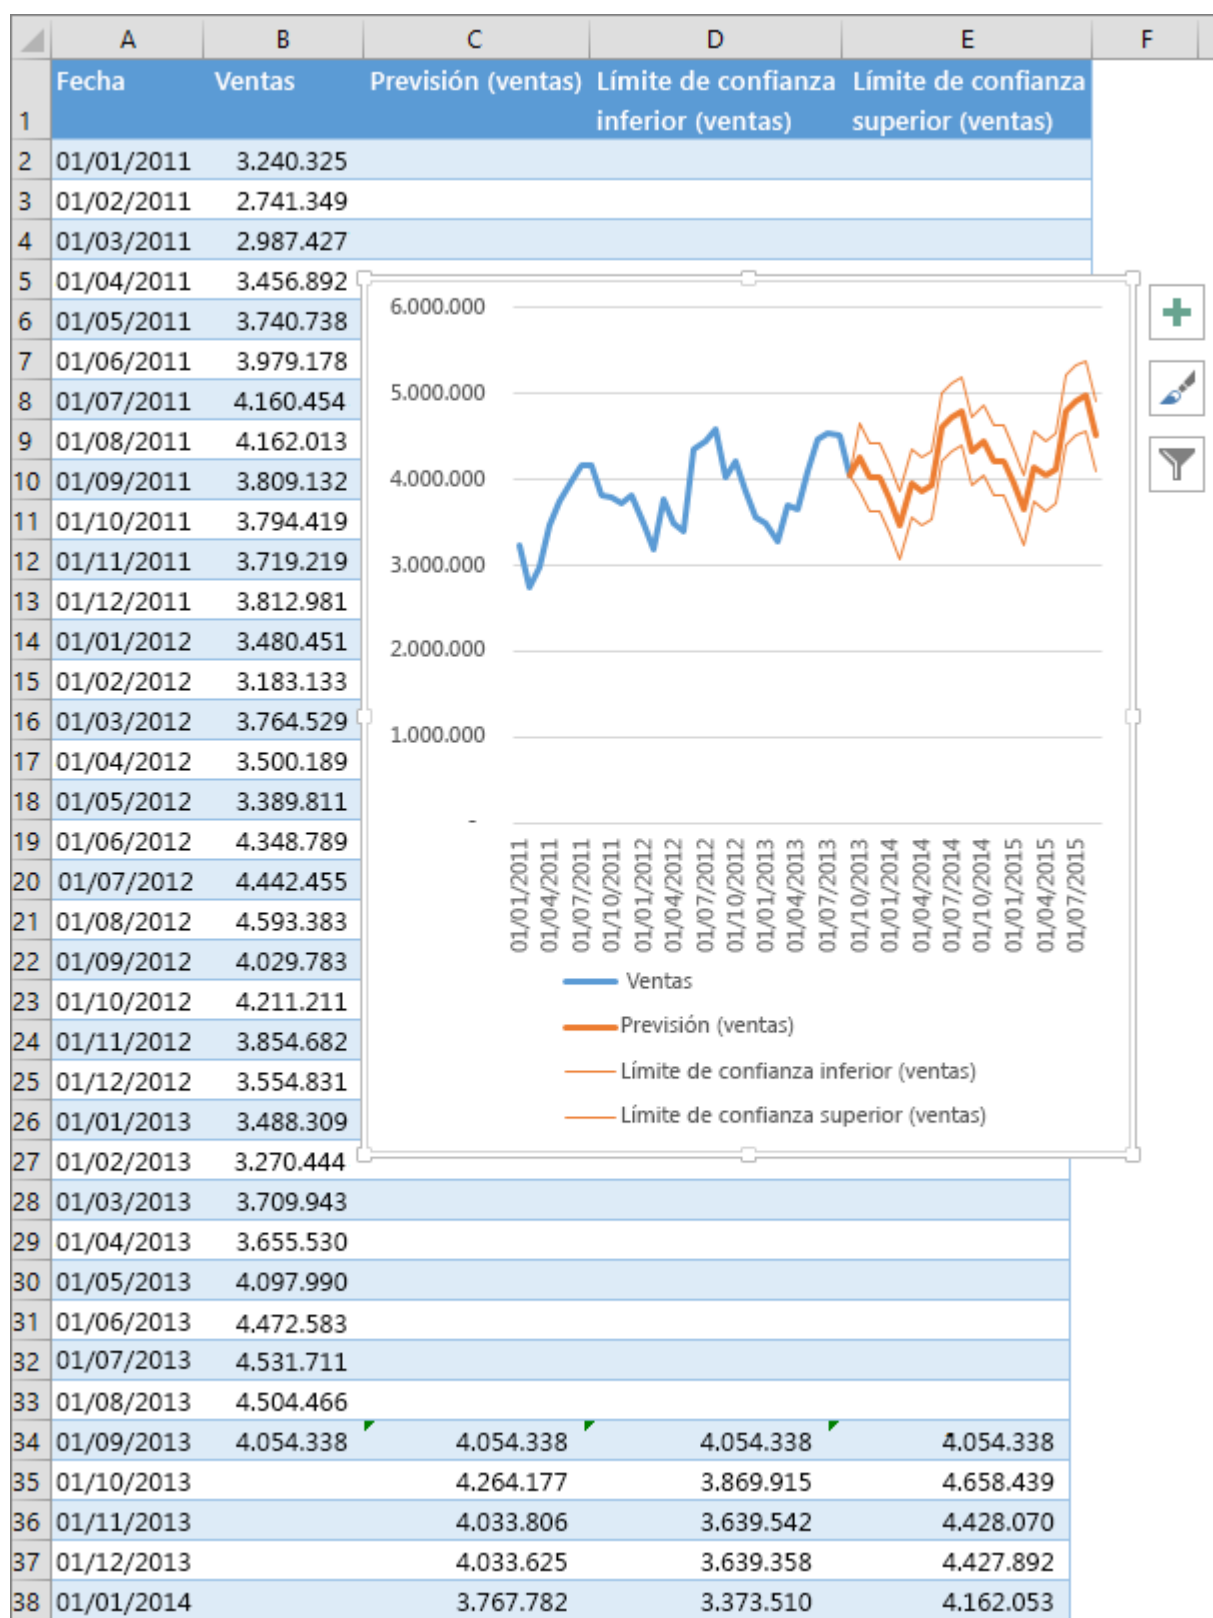 A B C D E F
1 Fecha Ventas Previsión (ventas) Límite de confianza inferior (ventas) Límite de confianza superior (ventas)
2 01/01/2011 3.240.325
3 01/02/2011 2.741.349
4 01/03/2011 2.987.427
5 01/04/2011 3.456.892
6 01/05/2011 3.740.738
7 01/06/2011 3.979.178
8 01/07/2011 4.160.454
9 01/08/2011 4.162.013
10 01/09/2011 3.809.132
11 01/10/2011 3.794.419
12 01/11/2011 3.719.219
13 01/12/2011 3.812.981
14 01/01/2012 3.480.451
15 01/02/2012 3.183.133
16 01/03/2012 3.764.529
17 01/04/2012 3.500.189
18 01/05/2012 3.389.811
19 01/06/2012 4.348.789
20 01/07/2012 4.442.455
21 01/08/2012 4.593.383
22 01/09/2012 4.029.783
23 01/10/2012 4.211.211
24 01/11/2012 3.854.682
25 01/12/2012 3.554.831
26 01/01/2013 3.488.309
27 01/02/2013 3.270.444
28 01/03/2013 3.709.943
29 01/04/2013 3.655.530
30 01/05/2013 4.097.990
31 01/06/2013 4.472.583
32 01/07/2013 4.531.711
33 01/08/2013 4.504.466
34 01/09/2013 4.054.338 4.054.338 4.054.338 4.054.338
35 01/10/2013 4.264.177 3.869.915 4.658.439
36 01/11/2013 4.033.806 3.639.542 4.428.070
37 01/12/2013 4.033.625 3.639.358 4.427.892
38 01/01/2014 3.767.782 3.373.510 4.162.053
6.000.000
5.000.000
4.000.000
3.000.000
2.000.000
1.000.000
-
01/01/2011
01/04/2011
01/07/2011
01/10/2011
01/01/2012
01/04/2012
01/07/2012
01/10/2012
01/01/2013
01/04/2013
01/07/2013
01/10/2013
01/01/2014
01/04/2014
01/07/2014
01/10/2014
01/01/2015
01/04/2015
01/07/2015
Ventas
Previsión (ventas)
Límite de confianza inferior (ventas)
Límite de confianza superior (ventas)